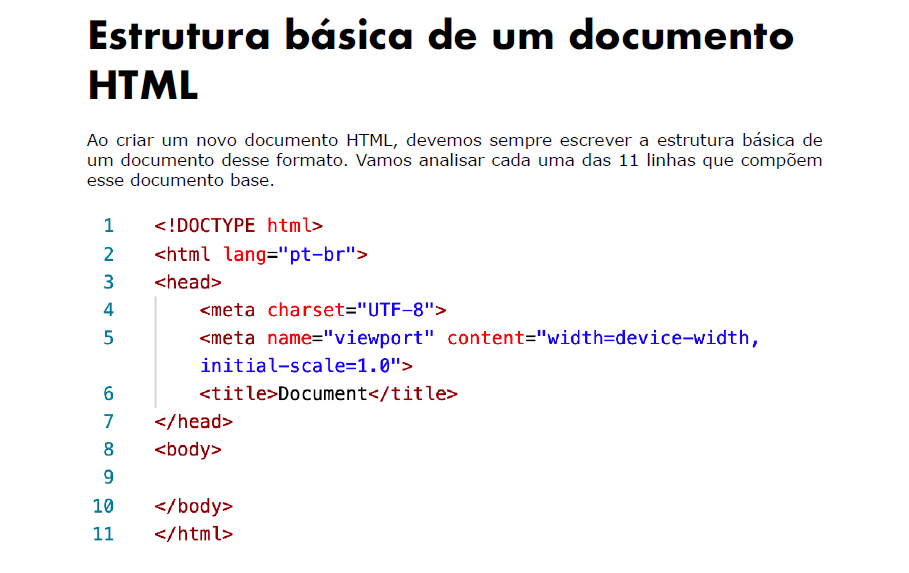 Estrutura básica de um documento
HTML
Ao criar um novo documento HTML, devemos sempre escrever a estrutura básica de
um documento desse formato. Vamos analisar cada uma das 11 linhas que compõem
esse documento base.
1 <!DOCTYPE html>
2 <html lang="pt-br">
3 <head>
4 <meta charset="UTF-8">
5 <meta name="viewport" content="width=device-width,
initial-scale=1.0">
6 <title>Document</title>
7 </head>
8 <body>
9
10 </body>
11 </html>